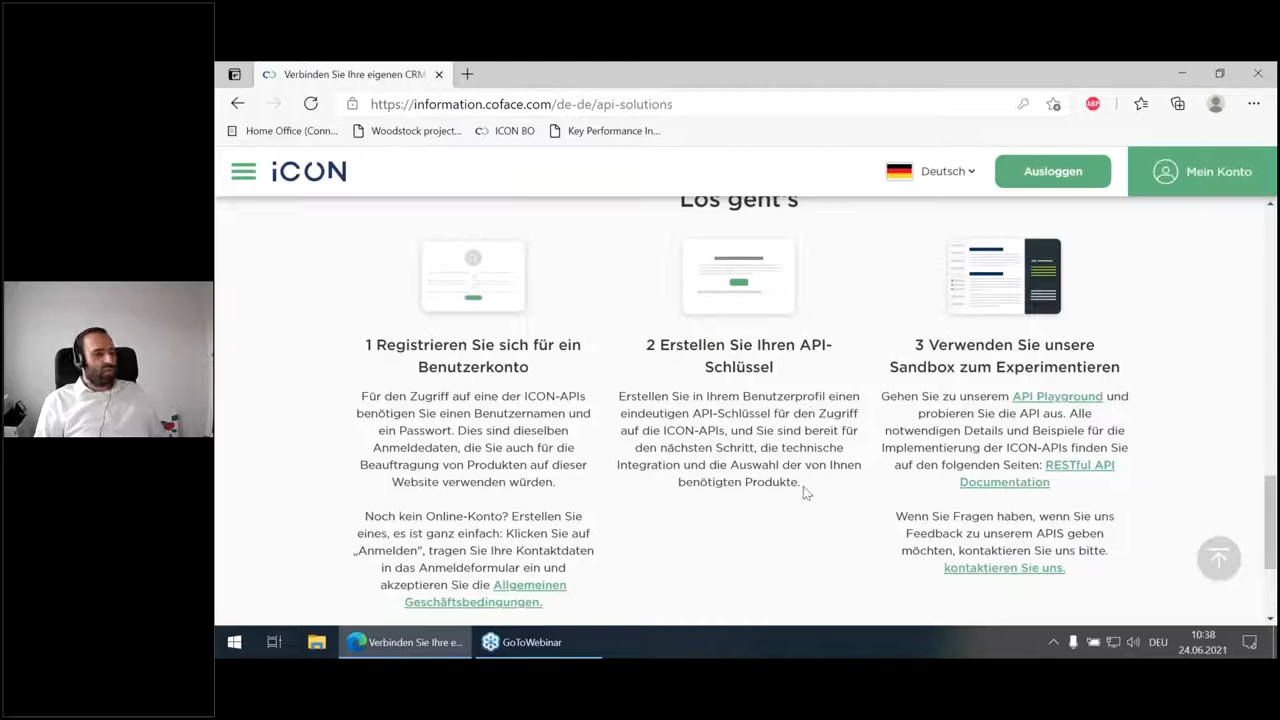 Verbinden Sie Ihre eigenen CRM
https://information.coface.com/de-de/api-solutions
ABP
Home Office (Conn...
Woodstock project...
ICON BO
Key Performance In...
iCON
Deutsch
Ausloggen
Mein Konto
Los geht's
1 Registrieren Sie sich für ein
Benutzerkonto
Für den Zugriff auf eine der ICON-APIs
benötigen Sie einen Benutzernamen und
ein Passwort. Dies sind dieselben
Anmeldedaten, die Sie auch für die
Beauftragung von Produkten auf dieser
Website verwenden würden.
Noch kein Online-Konto? Erstellen Sie
eines, es ist ganz einfach: Klicken Sie auf
„Anmelden", tragen Sie Ihre Kontaktdaten
in das Anmeldeformular ein und
akzeptieren Sie die Allgemeinen
Geschäftsbedingungen.
2 Erstellen Sie Ihren API-
Schlüssel
Erstellen Sie in Ihrem Benutzerprofil einen
eindeutigen API-Schlüssel für den Zugriff
auf die ICON-APIs, und Sie sind bereit für
den nächsten Schritt, die technische
Integration und die Auswahl der von Ihnen
benötigten Produkte.
3 Verwenden Sie unsere
Sandbox zum Experimentieren
Gehen Sie zu unserem API Playground und
probieren Sie die API aus. Alle
notwendigen Details und Beispiele für die
Implementierung der ICON-APIs finden Sie
auf den folgenden Seiten: RESTful API
Documentation
Wenn Sie Fragen haben, wenn Sie uns
Feedback zu unserem APIS geben
möchten, kontaktieren Sie uns bitte.
kontaktieren Sie uns.
Verbinden Sie Ihre e...
GoToWebinar
DEU
10:38
24.06.2021